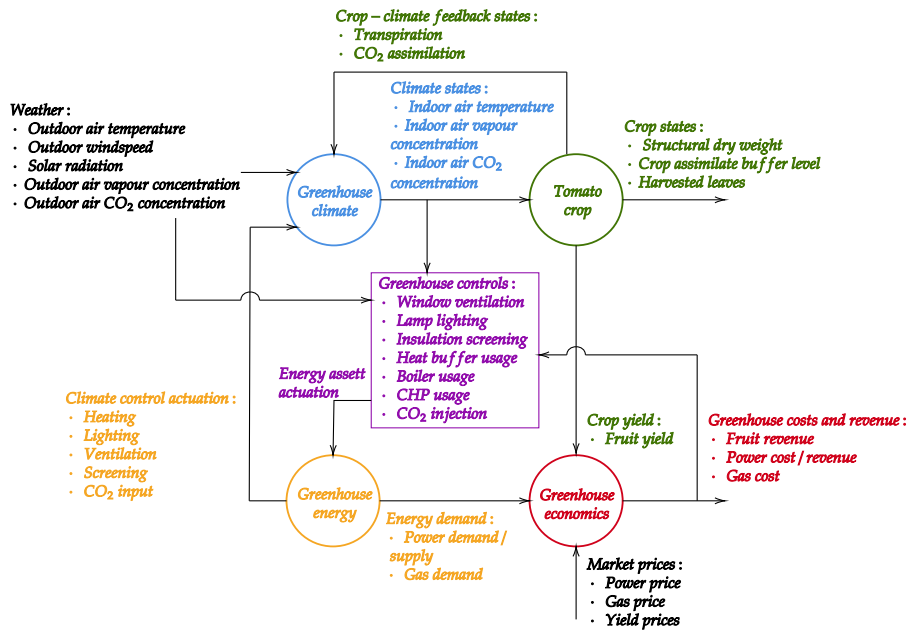 Crop – climate feedback states :
· Transpiration
· CO₂ assimilation
Climate states :
· Indoor air temperature
· Indoor air vapour
concentration
· Indoor air CO₂
concentration
Weather :
· Outdoor air temperature
· Outdoor windspeed
· Solar radiation
· Outdoor air vapour concentration
· Outdoor air CO₂ concentration
Crop states :
· Structural dry weight
· Crop assimilate buffer level
· Harvested leaves
Greenhouse
climate
Tomato
crop
Greenhouse controls :
· Window ventilation
· Lamp lighting
· Insulation screening
· Heat buffer usage
· Boiler usage
· CHP usage
· CO₂ injection
Energy assett
actuation
Climate control actuation :
· Heating
· Lighting
· Ventilation
· Screening
· CO₂ input
Crop yield :
· Fruit yield
Greenhouse costs and revenue :
· Fruit revenue
· Power cost / revenue
· Gas cost
Greenhouse
energy
Greenhouse
economics
Energy demand :
· Power demand /
supply
· Gas demand
Market prices :
· Power price
· Gas price
· Yield prices